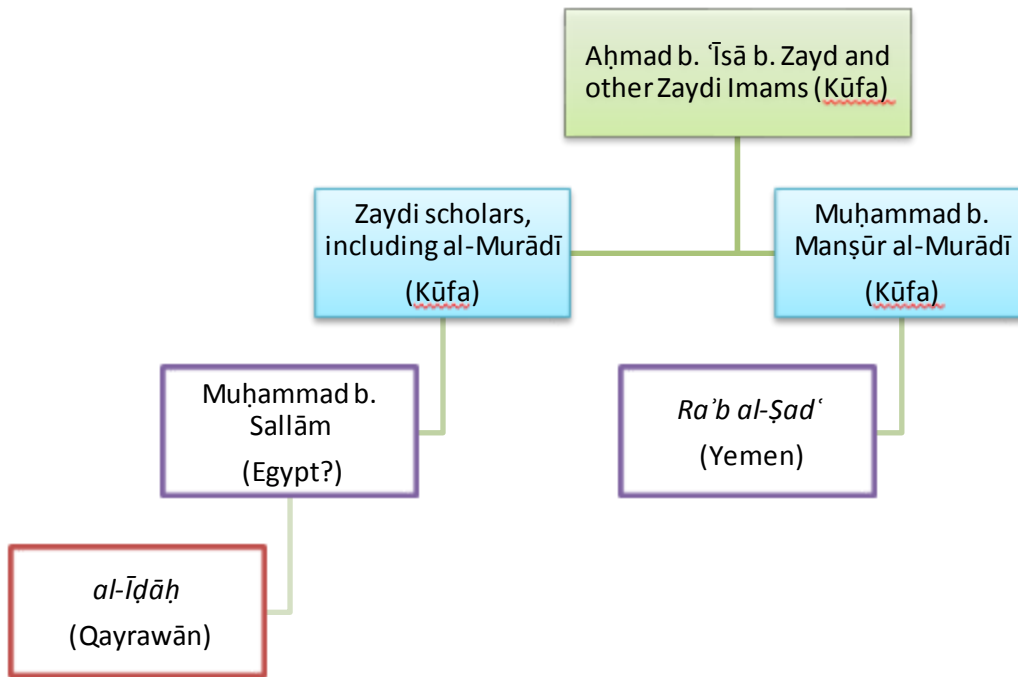 Aḥmad b. ʿĪsā b. Zayd and
other Zaydi Imams (Kūfa)
Zaydi scholars,
including al-Murādī
(Kūfa)
Muḥammad b.
Manṣūr al-Murādī
(Kūfa)
Muḥammad b.
Sallām
(Egypt?)
Raʾb al-Ṣadʿ
(Yemen)
al-Īḍāḥ
(Qayrawān)